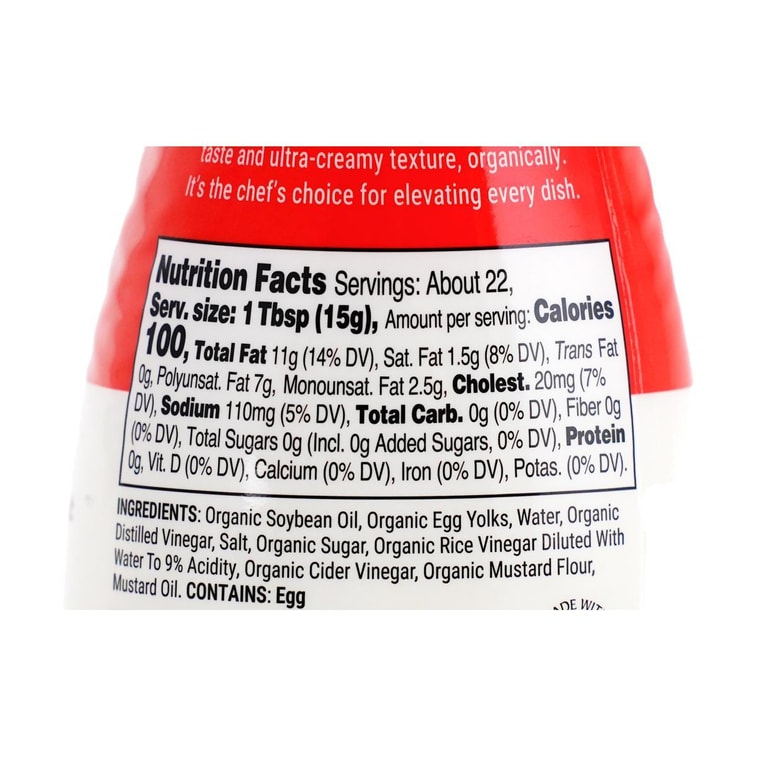 taste and ultra-creamy texture, organically.
It's the chef's choice for elevating every dish.
Nutrition Facts Servings: About 22,
Serv. size: 1 Tbsp (15g), Amount per serving: Calories
100, Total Fat 11g (14% DV), Sat. Fat 1.5g (8% DV), Trans Fat
0g, Polyunsat. Fat 7g, Monounsat. Fat 2.5g, Cholest. 20mg (7%
DV), Sodium 110mg (5% DV), Total Carb. 0g (0% DV), Fiber 0g
(0% DV), Total Sugars 0g (Incl. 0g Added Sugars, 0% DV), Protein
0g, Vit. D (0% DV), Calcium (0% DV), Iron (0% DV), Potas. (0% DV).
INGREDIENTS: Organic Soybean Oil, Organic Egg Yolks, Water, Organic
Distilled Vinegar, Salt, Organic Sugar, Organic Rice Vinegar Diluted With
Water To 9% Acidity, Organic Cider Vinegar, Organic Mustard Flour,
Mustard Oil. CONTAINS: Egg